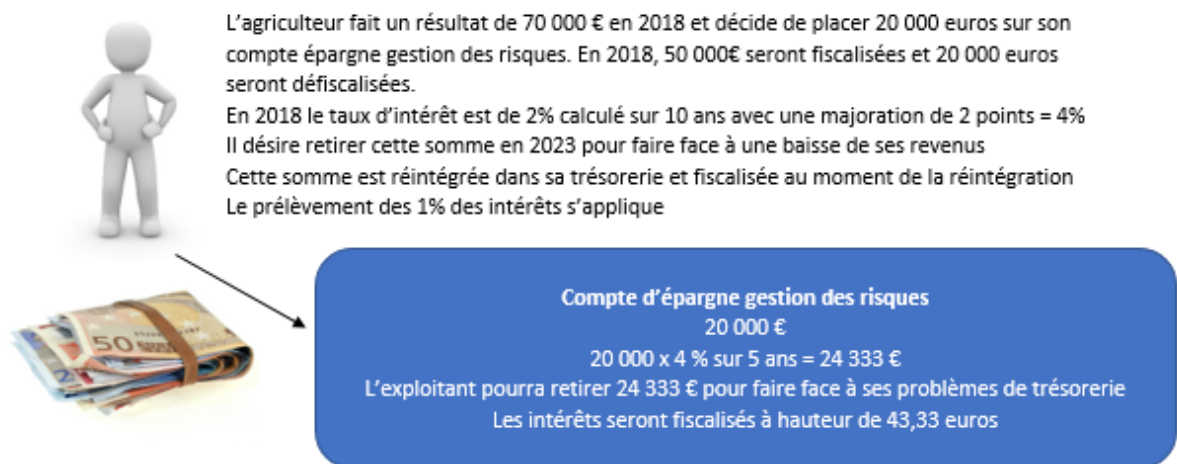 L'agriculteur fait un résultat de 70 000 € en 2018 et décide de placer 20 000 euros sur son
compte épargne gestion des risques. En 2018, 50 000€ seront fiscalisées et 20 000 euros
seront défiscalisées.
En 2018 le taux d'intérêt est de 2% calculé sur 10 ans avec une majoration de 2 points = 4%
Il désire retirer cette somme en 2023 pour faire face à une baisse de ses revenus
Cette somme est réintégrée dans sa trésorerie et fiscalisée au moment de la réintégration
Le prélèvement des 1% des intérêts s'applique
50
Compte d'épargne gestion des risques
20 000 €
20 000 x 4 % sur 5 ans = 24 333 €
L'exploitant pourra retirer 24 333 € pour faire face à ses problèmes de trésorerie
Les intérêts seront fiscalisés à hauteur de 43,33 euros